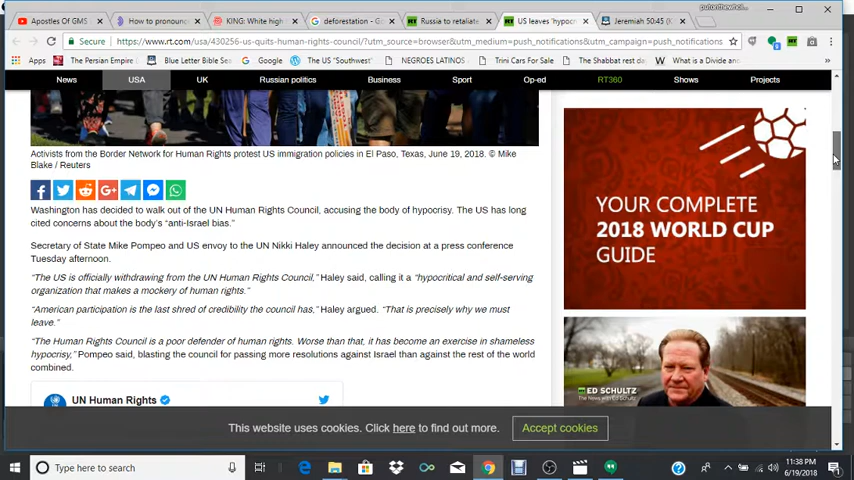 Apostles Of GMS
How to pronounc
KING: White high
deforestation - G
Russia to retaliate
US leaves 'hypocr
Jeremiah 50:45 (K
Secure
https://www.rt.com/usa/430256-us-quits-human-rights-council/?utm_source=browser&utm_medium=push_notifications&utm_campaign=push_notifications
Apps
The Persian Empire
Blue Letter Bible Se
Google
The US "Southwest"
NEGROES LATINOS
Trini Cars For Sale
The Shabbat rest d
What is a Divide an
News
USA
UK
Russian politics
Business
Sport
Op-ed
RT360
Shows
Projects
Activists from the Border Network for Human Rights protest US immigration policies in El Paso, Texas, June 19, 2018. © Mike
Blake / Reuters
Washington has decided to walk out of the UN Human Rights Council, accusing the body of hypocrisy. The US has long
cited concerns about the body's "anti-Israel bias."
Secretary of State Mike Pompeo and US envoy to the UN Nikki Haley announced the decision at a press conference
Tuesday afternoon.
"The US is officially withdrawing from the UN Human Rights Council," Haley said, calling it a "hypocritical and self-serving
organization that makes a mockery of human rights."
"American participation is the last shred of credibility the council has," Haley argued. "That is precisely why we must
leave."
"The Human Rights Council is a poor defender of human rights. Worse than that, it has become an exercise in shameless
hypocrisy," Pompeo said, blasting the council for passing more resolutions against Israel than against the rest of the world
combined.
UN Human Rights
YOUR COMPLETE
2018 WORLD CUP
GUIDE
ED SCHULTZ
The News with Ed Schultz
This website uses cookies. Click here to find out more.
Accept cookies
Type here to search
11:38 PM
6/19/2018